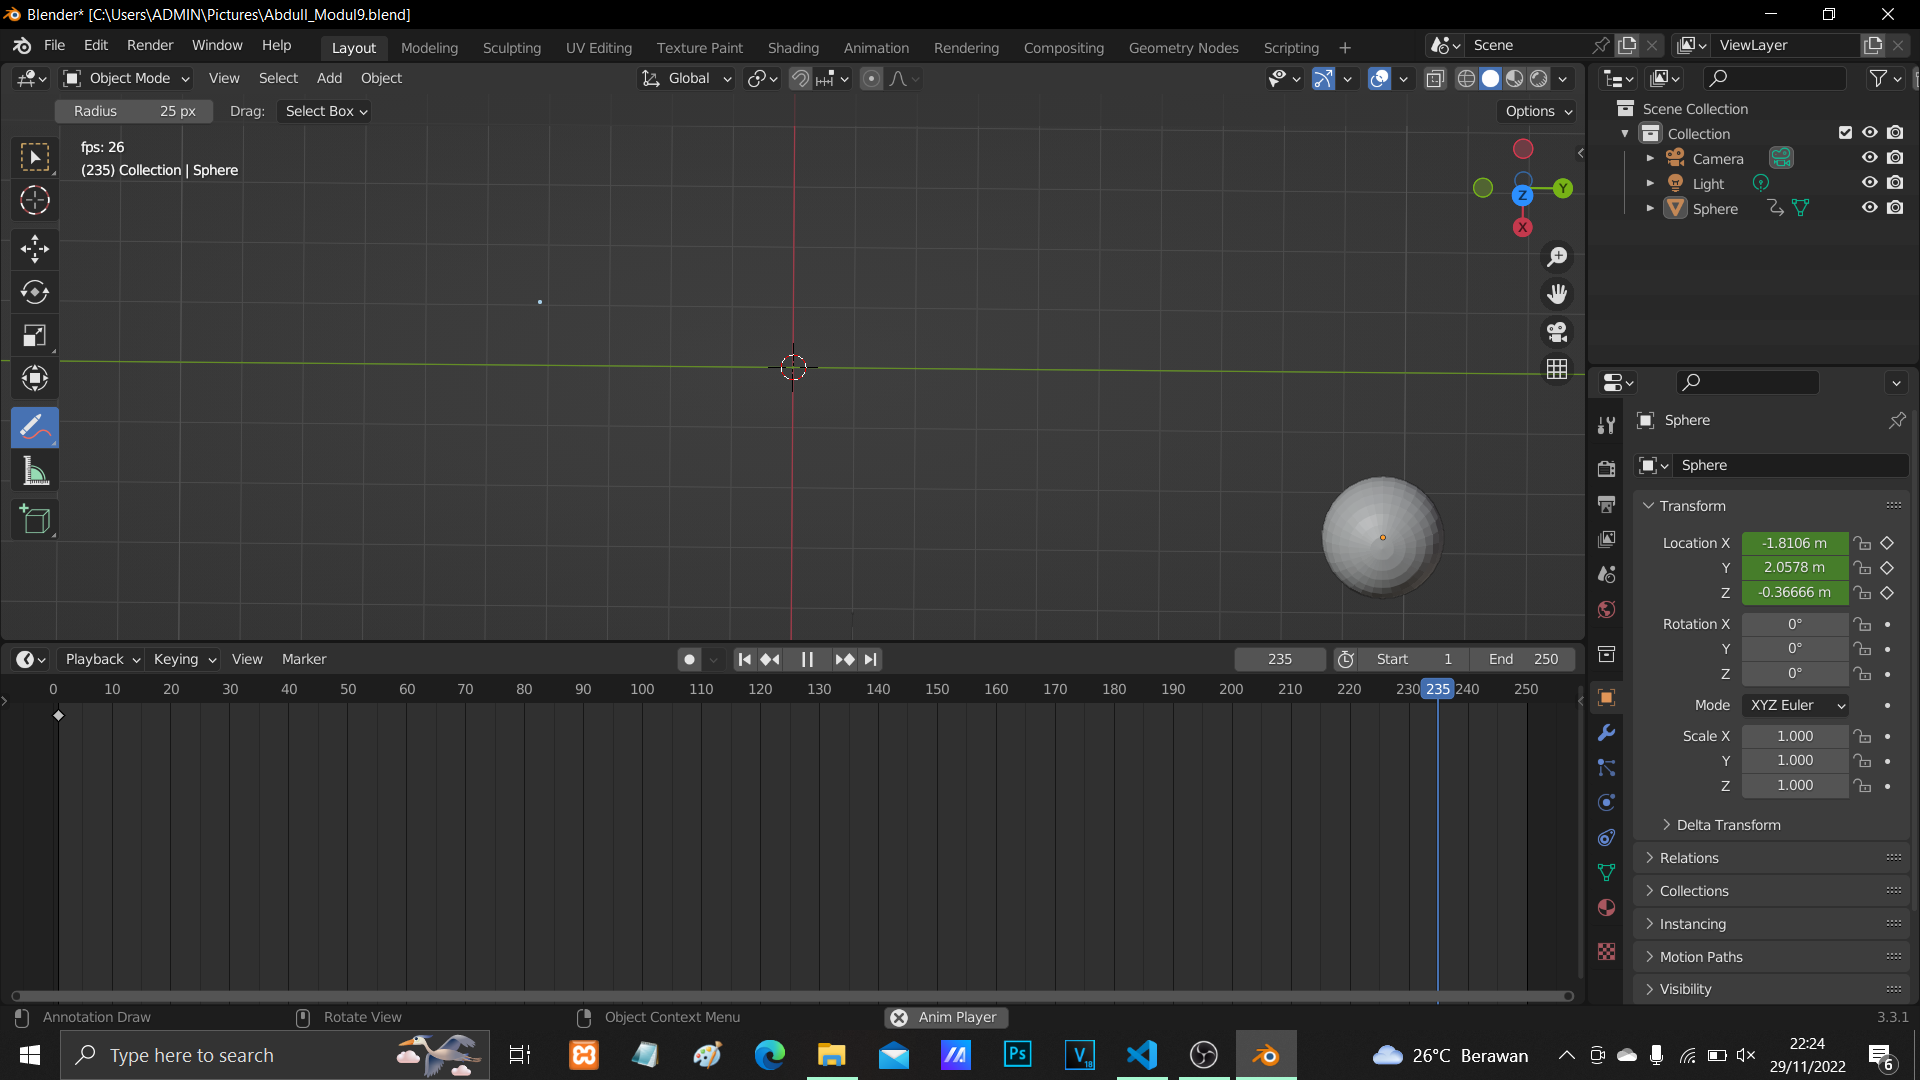 Blender* [C:\Users\ADMIN\Pictures\Abdull_Modul9.blend]
File Edit Render Window Help Layout Modeling Sculpting UV Editing Texture Paint Shading Animation Rendering Compositing Geometry Nodes Scripting + Scene ViewLayer
Object Mode View Select Add Object Global
Radius 25 px Drag: Select Box Options
fps: 26
(235) Collection | Sphere
Z Y
X
Scene Collection
Collection
Camera
Light
Sphere
Sphere
Sphere
Transform
Location X -1.8106 m
Y 2.0578 m
Z -0.36666 m
Rotation X 0°
Y 0°
Z 0°
Mode XYZ Euler
Scale X 1.000
Y 1.000
Z 1.000
Delta Transform
Relations
Collections
Instancing
Motion Paths
Visibility
Playback Keying View Marker 235 Start 1 End 250
0 10 20 30 40 50 60 70 80 90 100 110 120 130 140 150 160 170 180 190 200 210 220 230 235 240 250
Annotation Draw Rotate View Object Context Menu Anim Player 3.3.1
Type here to search
Ps
V
18
26°C Berawan
22:24
29/11/2022
6